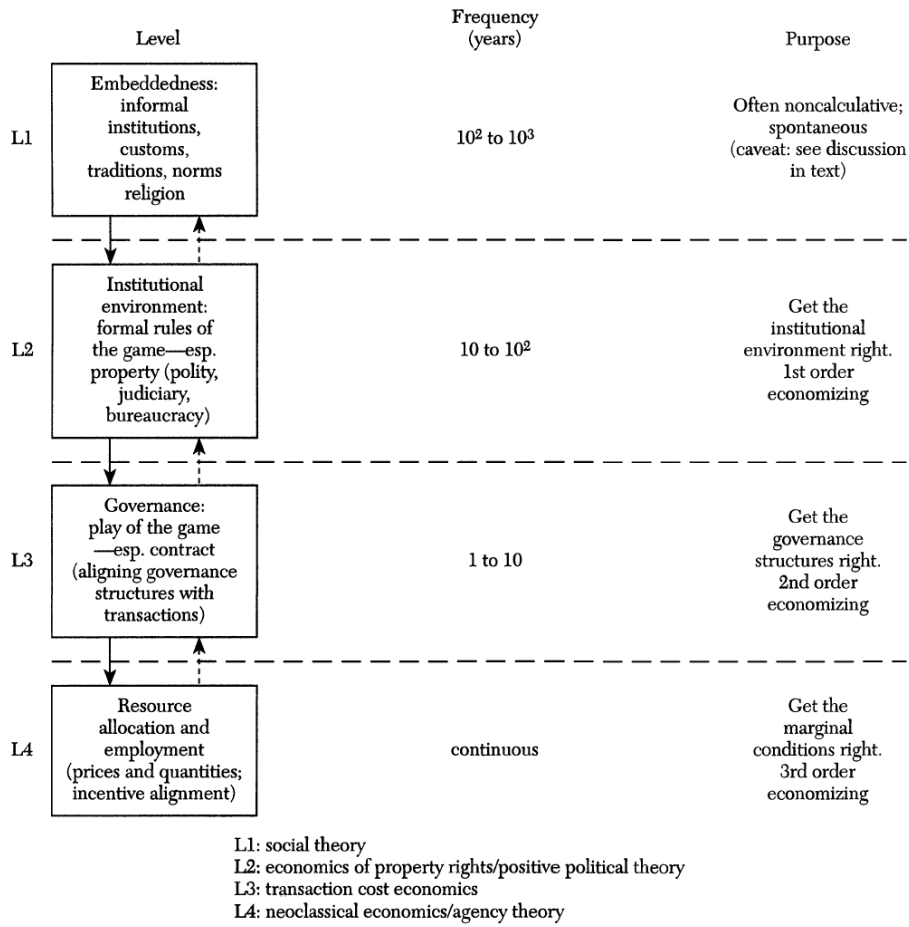 Level
Frequency
(years)
Purpose
L1
Embeddedness:
informal
institutions,
customs,
traditions, norms
religion
10² to 10³
Often noncalculative;
spontaneous
(caveat: see discussion
in text)
L2
Institutional
environment:
formal rules of
the game—esp.
property (polity,
judiciary,
bureaucracy)
10 to 10²
Get the
institutional
environment right.
1st order
economizing
L3
Governance:
play of the game
—esp. contract
(aligning governance
structures with
transactions)
1 to 10
Get the
governance
structures right.
2nd order
economizing
L4
Resource
allocation and
employment
(prices and quantities;
incentive alignment)
continuous
Get the
marginal
conditions right.
3rd order
economizing
L1: social theory
L2: economics of property rights/positive political theory
L3: transaction cost economics
L4: neoclassical economics/agency theory